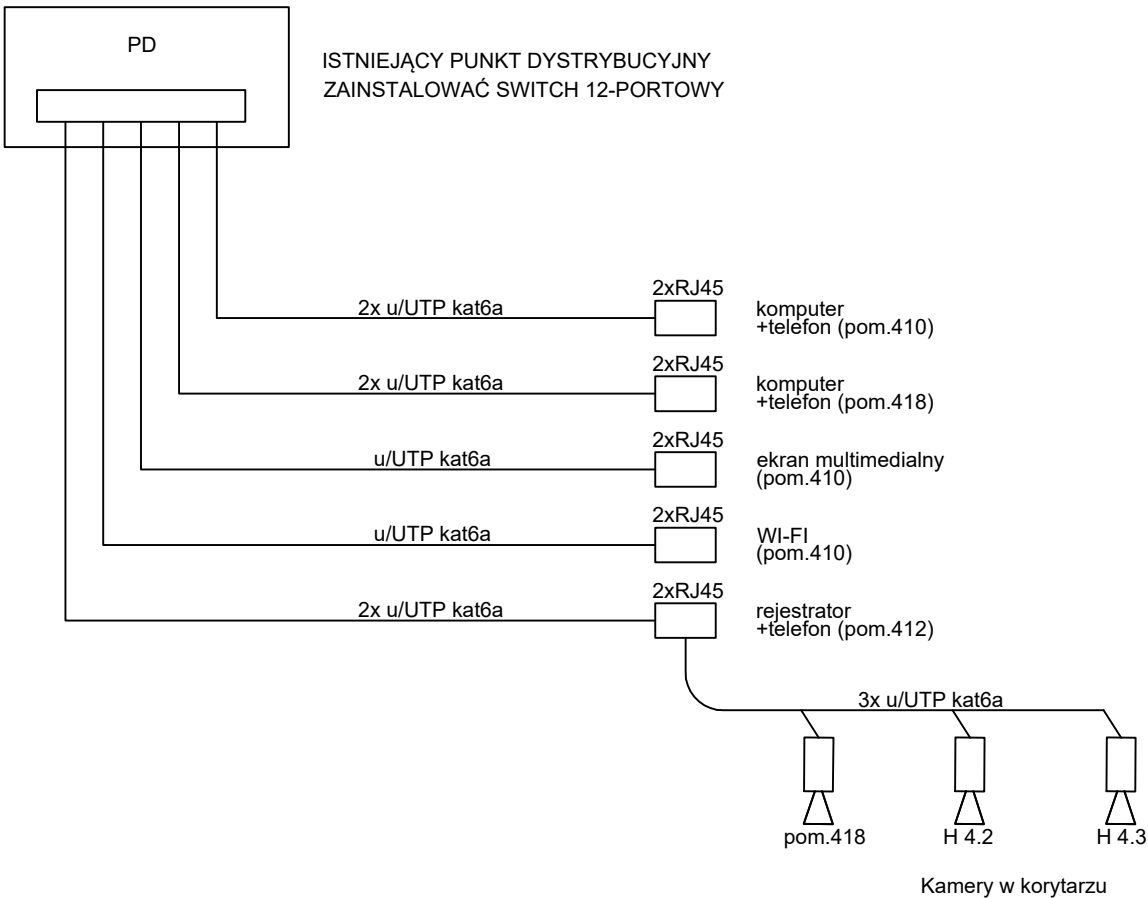 PD
ISTNIEJĄCY PUNKT DYSTRYBUCYJNY
ZAINSTALOWAĆ SWITCH 12-PORTOWY
2x u/UTP kat6a
2xRJ45
komputer
+telefon (pom.410)
2x u/UTP kat6a
2xRJ45
komputer
+telefon (pom.418)
u/UTP kat6a
2xRJ45
ekran multimedialny
(pom.410)
u/UTP kat6a
2xRJ45
WI-FI
(pom.410)
2x u/UTP kat6a
2xRJ45
rejestrator
+telefon (pom.412)
3x u/UTP kat6a
pom.418
H 4.2
H 4.3
Kamery w korytarzu